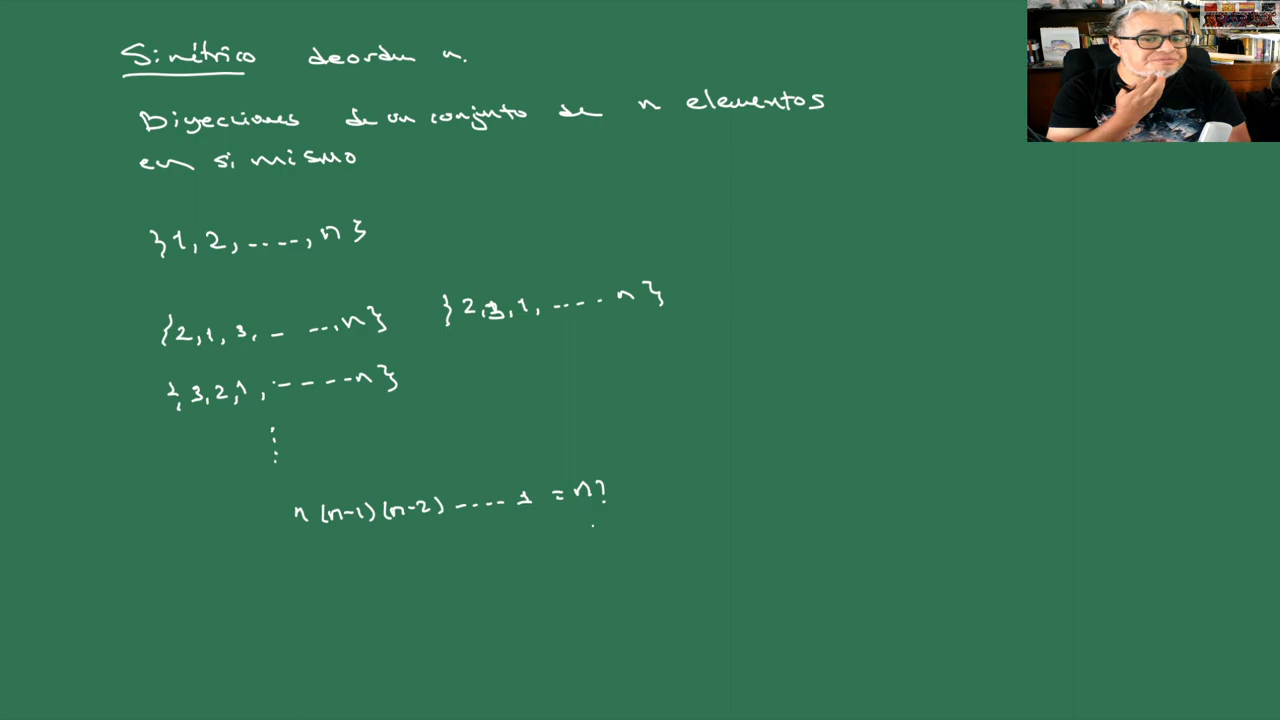 Simétrico de orden n.
Biyecciones de un conjunto de n elementos
en si mismo
{1, 2, ...., n}
{2, 1, 3, - ..., n} {2, 3, 1, ..... n}
{3, 2, 1, ----- n}
n (n-1) (n-2) ..... 1 = n!